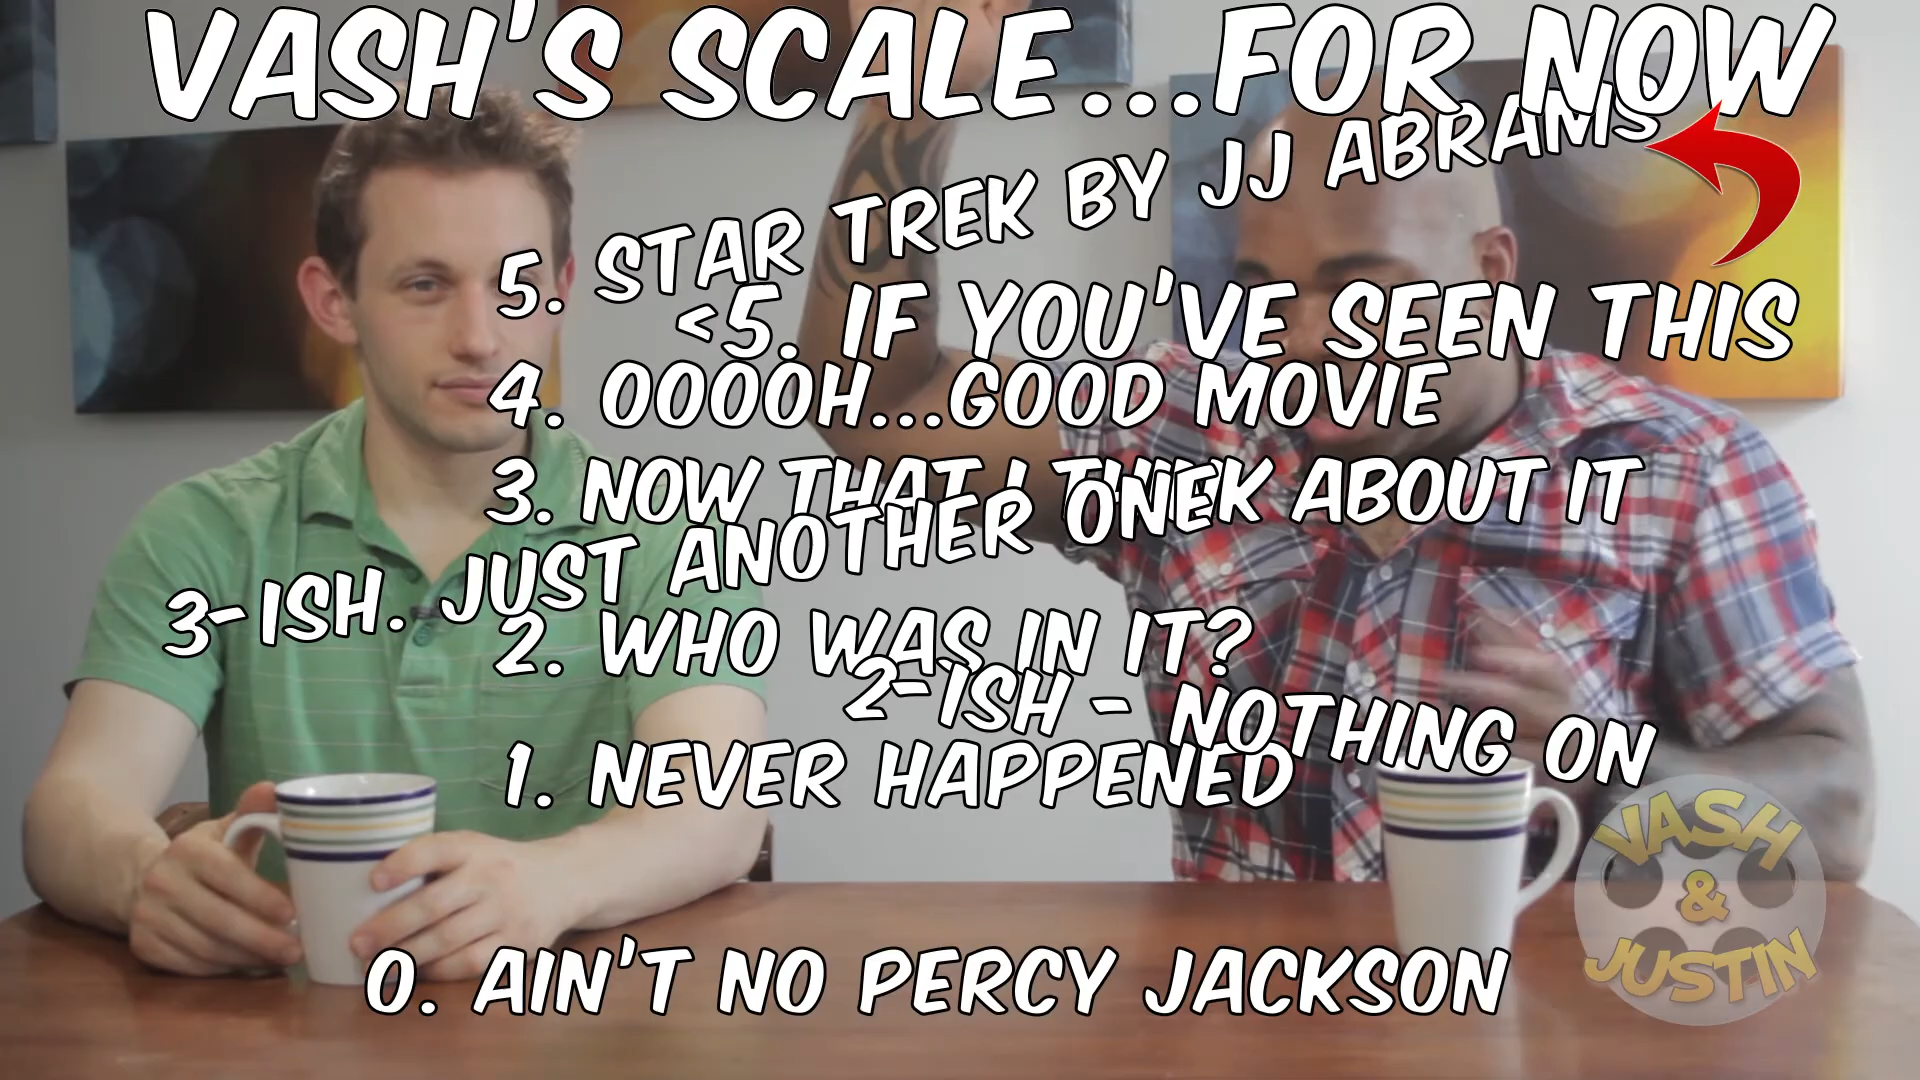 VASH'S SCALE...FOR NOW
5. STAR TREK BY JJ ABRAMS
<5. IF YOU'VE SEEN THIS
4. OOOOH...GOOD MOVIE
3. NOW THAT I THINK ABOUT IT
3-ISH. JUST ANOTHER ONE
2. WHO WAS IN IT?
2-ISH - NOTHING ON
1. NEVER HAPPENED
0. AIN'T NO PERCY JACKSON
VASH
&
JUSTIN